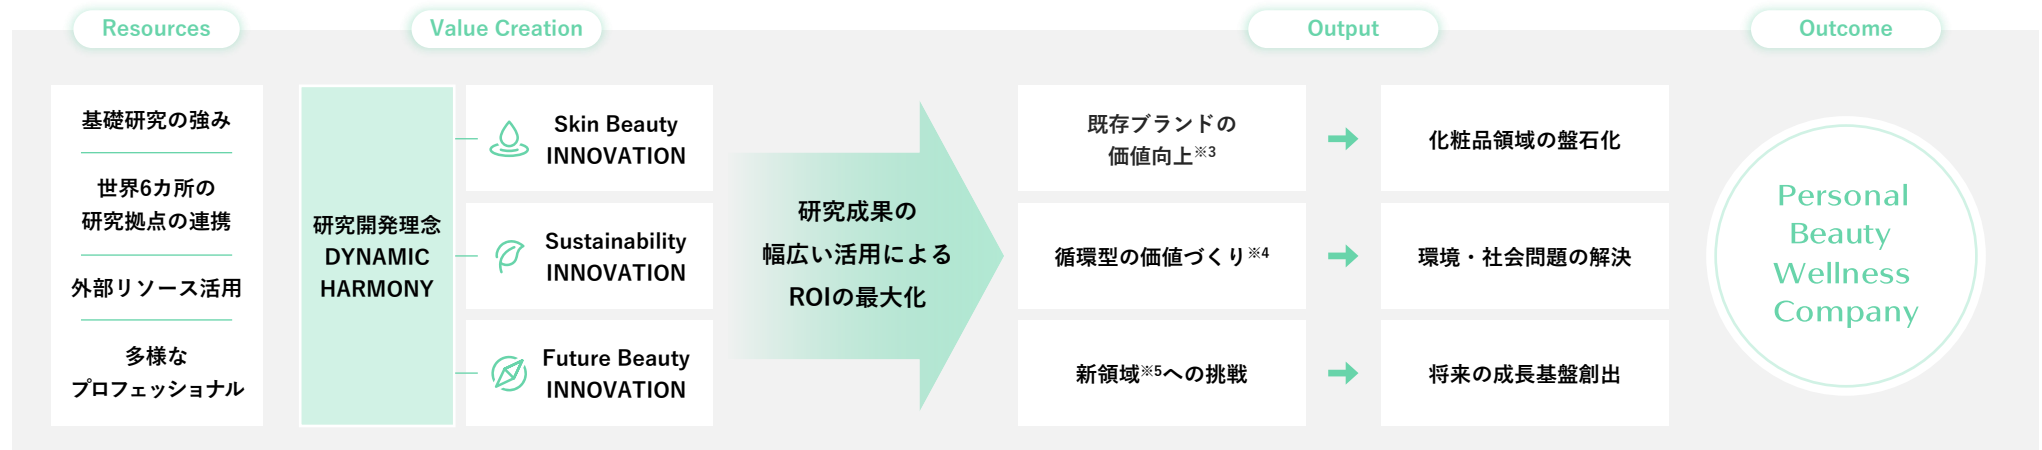 Resources
Value Creation
Output
Outcome
基礎研究の強み
世界6カ所の
研究拠点の連携
外部リソース活用
多様な
プロフェッショナル
研究開発理念
DYNAMIC
HARMONY
Skin Beauty
INNOVATION
Sustainability
INNOVATION
Future Beauty
INNOVATION
研究成果の
幅広い活用による
ROIの最大化
既存ブランドの
価値向上※3
化粧品領域の盤石化
循環型の価値づくり※4
環境・社会問題の解決
新領域※5への挑戦
将来の成長基盤創出
Personal
Beauty
Wellness
Company